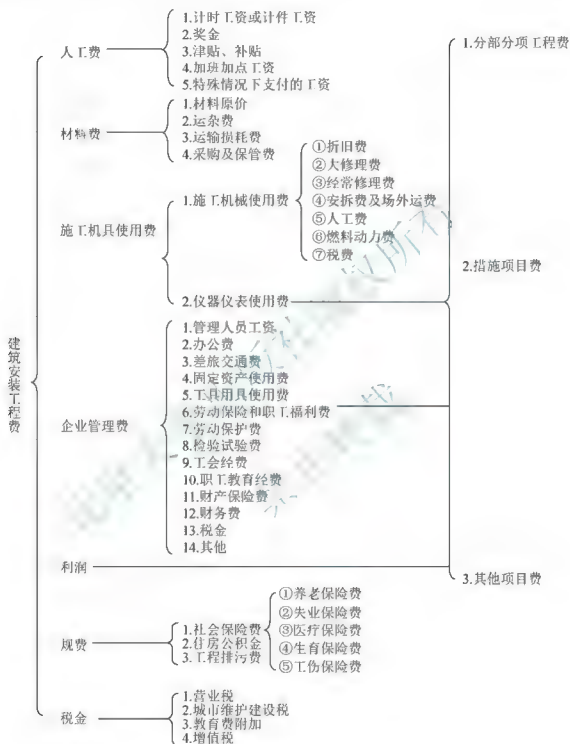 建筑安装工程费
人工费
1.计时工资或计件工资
2.奖金
3.津贴、补贴
4.加班加点工资
5.特殊情况下支付的工资
材料费
1.材料原价
2.运杂费
3.运输损耗费
4.采购及保管费
施工机具使用费
1.施工机械使用费
①折旧费
②大修理费
③经常修理费
④安拆费及场外运费
⑤人工费
⑥燃料动力费
⑦税费
2.仪器仪表使用费
企业管理费
1.管理人员工资
2.办公费
3.差旅交通费
4.固定资产使用费
5.工具用具使用费
6.劳动保险和职工福利费
7.劳动保护费
8.检验试验费
9.工会经费
10.职工教育经费
11.财产保险费
12.财务费
13.税金
14.其他
利润
规费
1.社会保险费
①养老保险费
②失业保险费
③医疗保险费
④生育保险费
⑤工伤保险费
2.住房公积金
3.工程排污费
税金
1.营业税
2.城市维护建设税
3.教育费附加
4.增值税
1.分部分项工程费
2.措施项目费
3.其他项目费